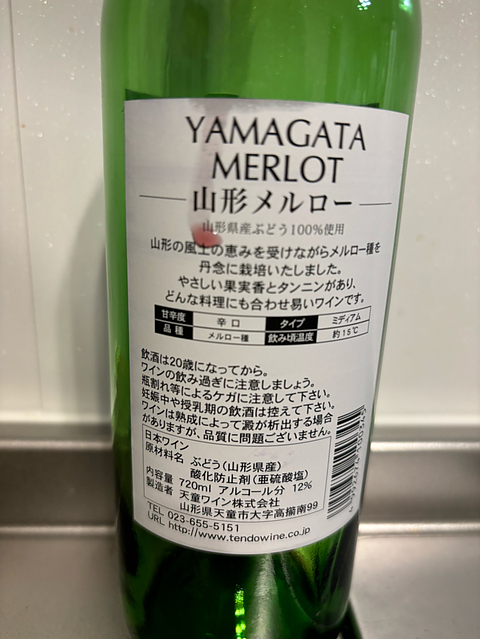 YAMAGATA
MERLOT
山形メルロー
山形県産ぶどう100%使用
山形の風土の恵みを受けながらメルロー種を
丹念に栽培いたしました。
やさしい果実香とタンニンがあり、
どんな料理にも合わせ易いワインです。
甘辛度 辛口 タイプ ミディアム
品種 メルロー種 飲み頃温度 約15℃
飲酒は20歳になってから。
ワインの飲み過ぎに注意しましょう。
瓶割れ等によるケガに注意して下さい。
妊娠中や授乳期の飲酒は控えて下さい。
ワインは熟成によって澱が析出する場合
がありますが、品質に問題ございません。
日本ワイン
原材料名 ぶどう(山形県産)
酸化防止剤(亜硫酸塩)
内容量 720ml アルコール分 12%
製造者 天童ワイン株式会社
山形県天童市大字高擶南99
TEL 023-655-5151
URL http://www.tendowine.co.jp